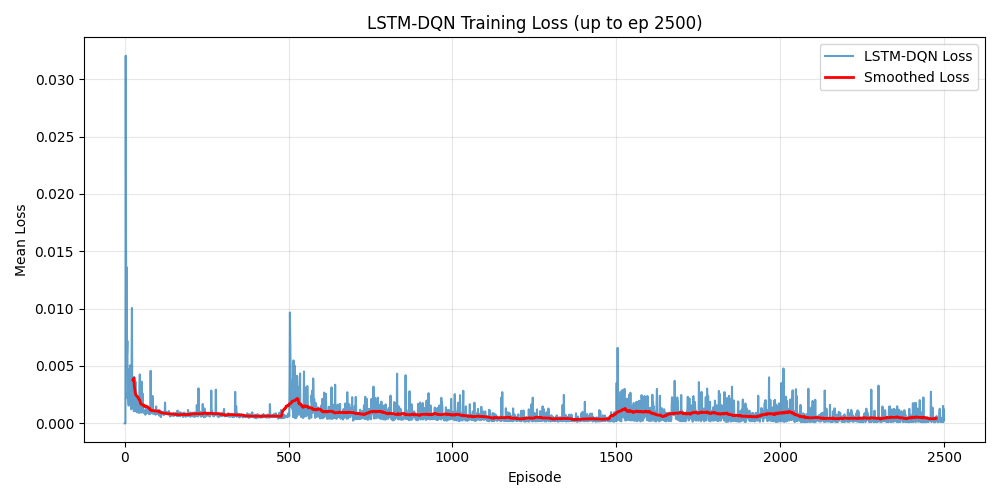 LSTM-DQN Training Loss (up to ep 2500)
LSTM-DQN Loss
Smoothed Loss
Mean Loss
0.030
0.025
0.020
0.015
0.010
0.005
0.000
0 500 1000 1500 2000 2500
Episode